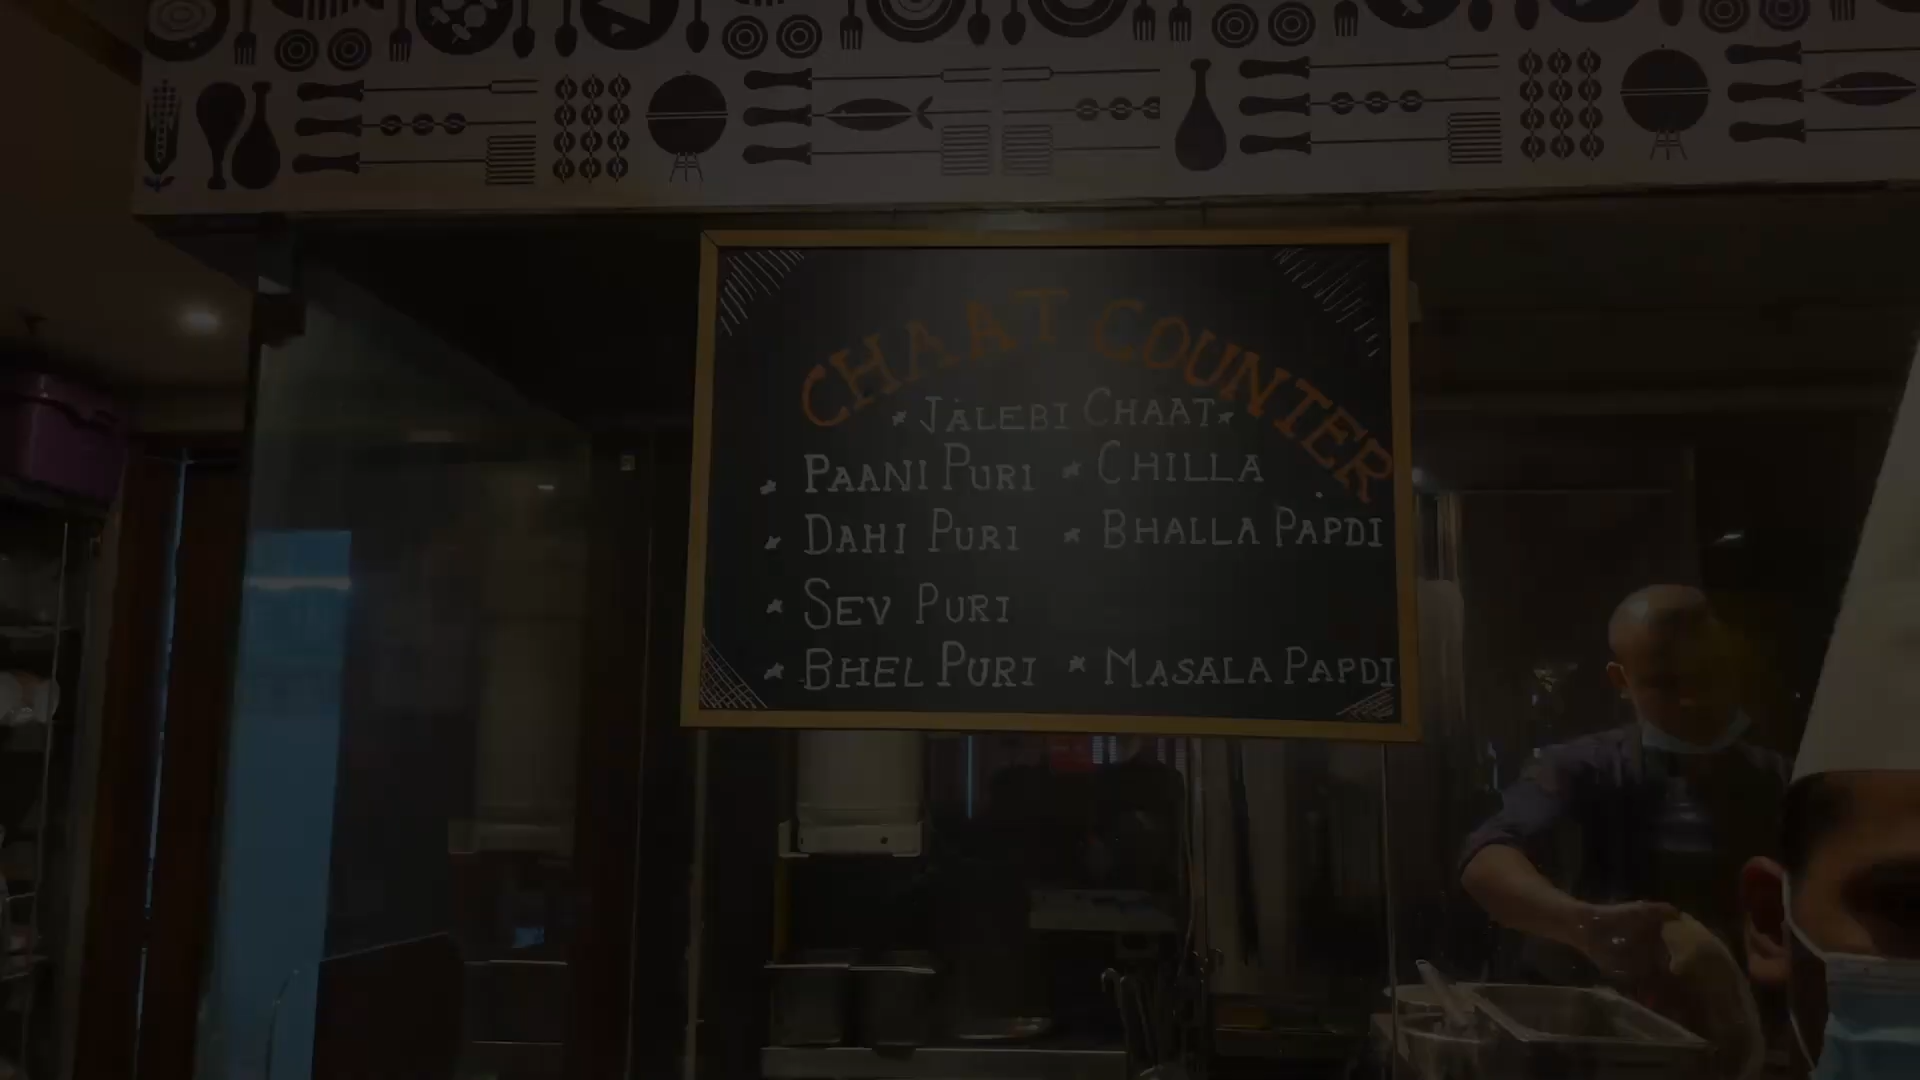 CHAAT COUNTER
* JALEBI CHAAT *
* PAANI PURI * CHILLA
* DAHI PURI * BHALLA PAPDI
* SEV PURI
* BHEL PURI * MASALA PAPDI